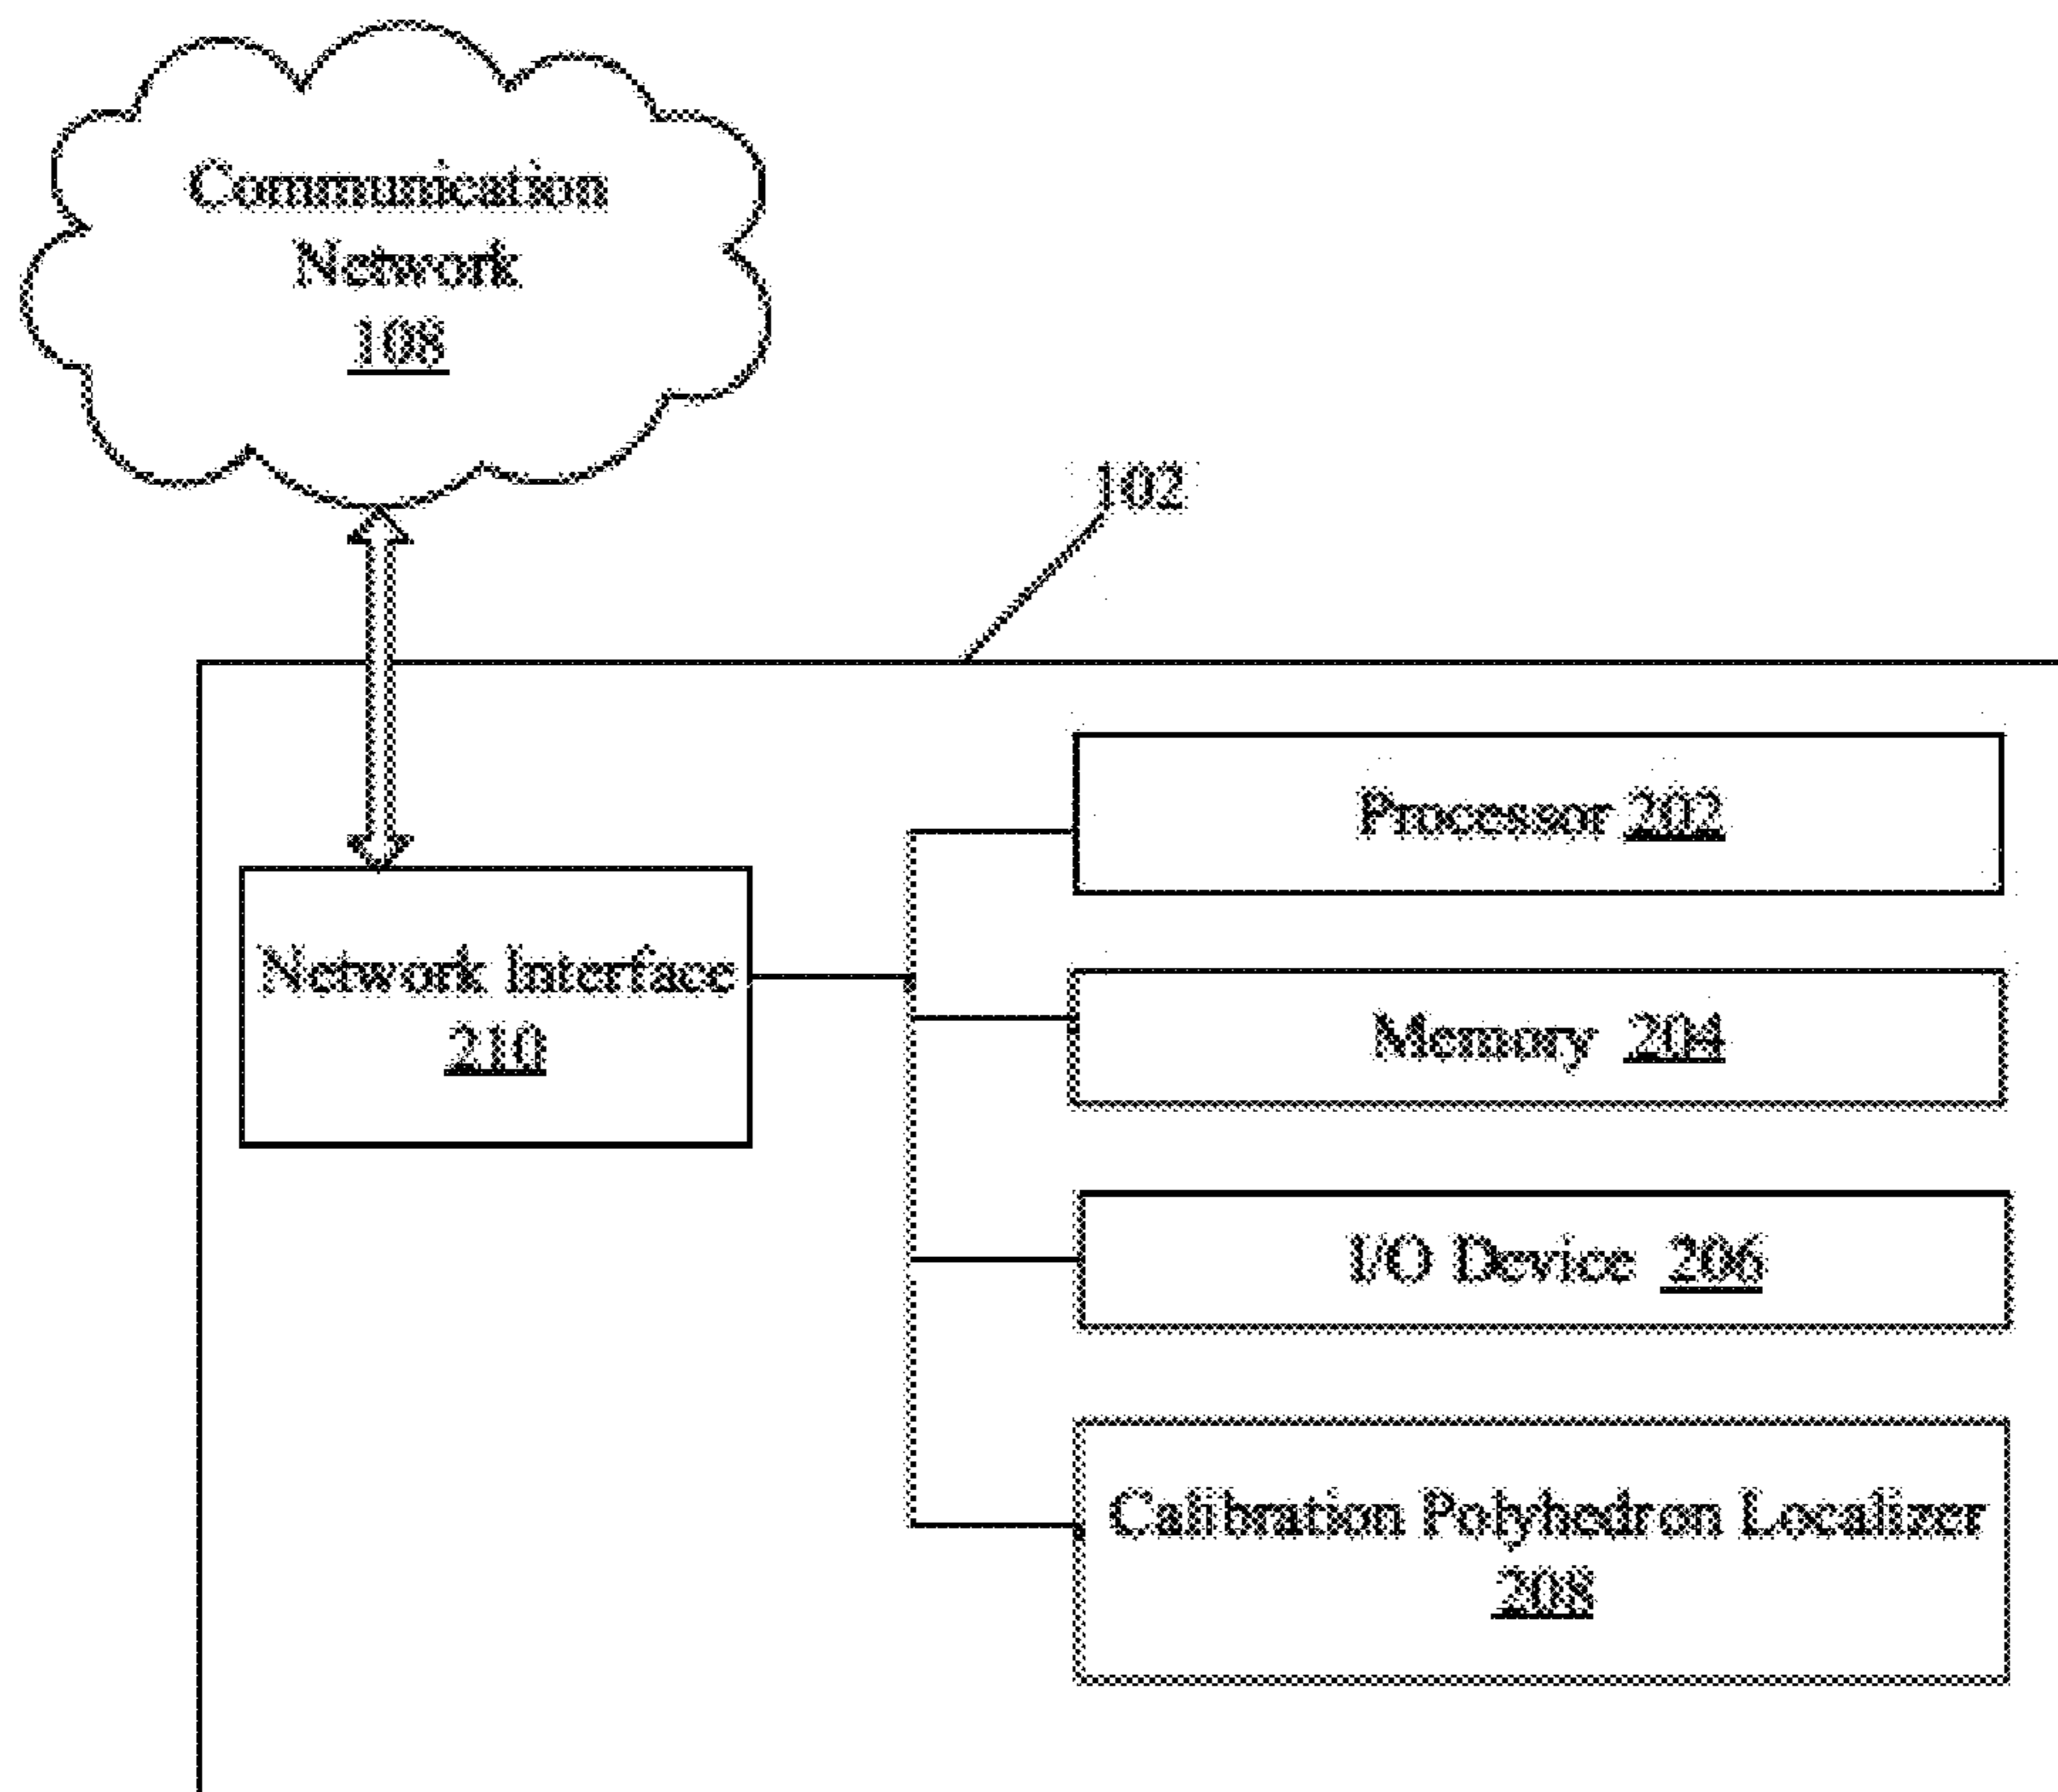 Communication
Network
108
102
Processor 202
Network Interface
210
Memory 204
I/O Device 206
Calibration Polyhedron Localizer
208